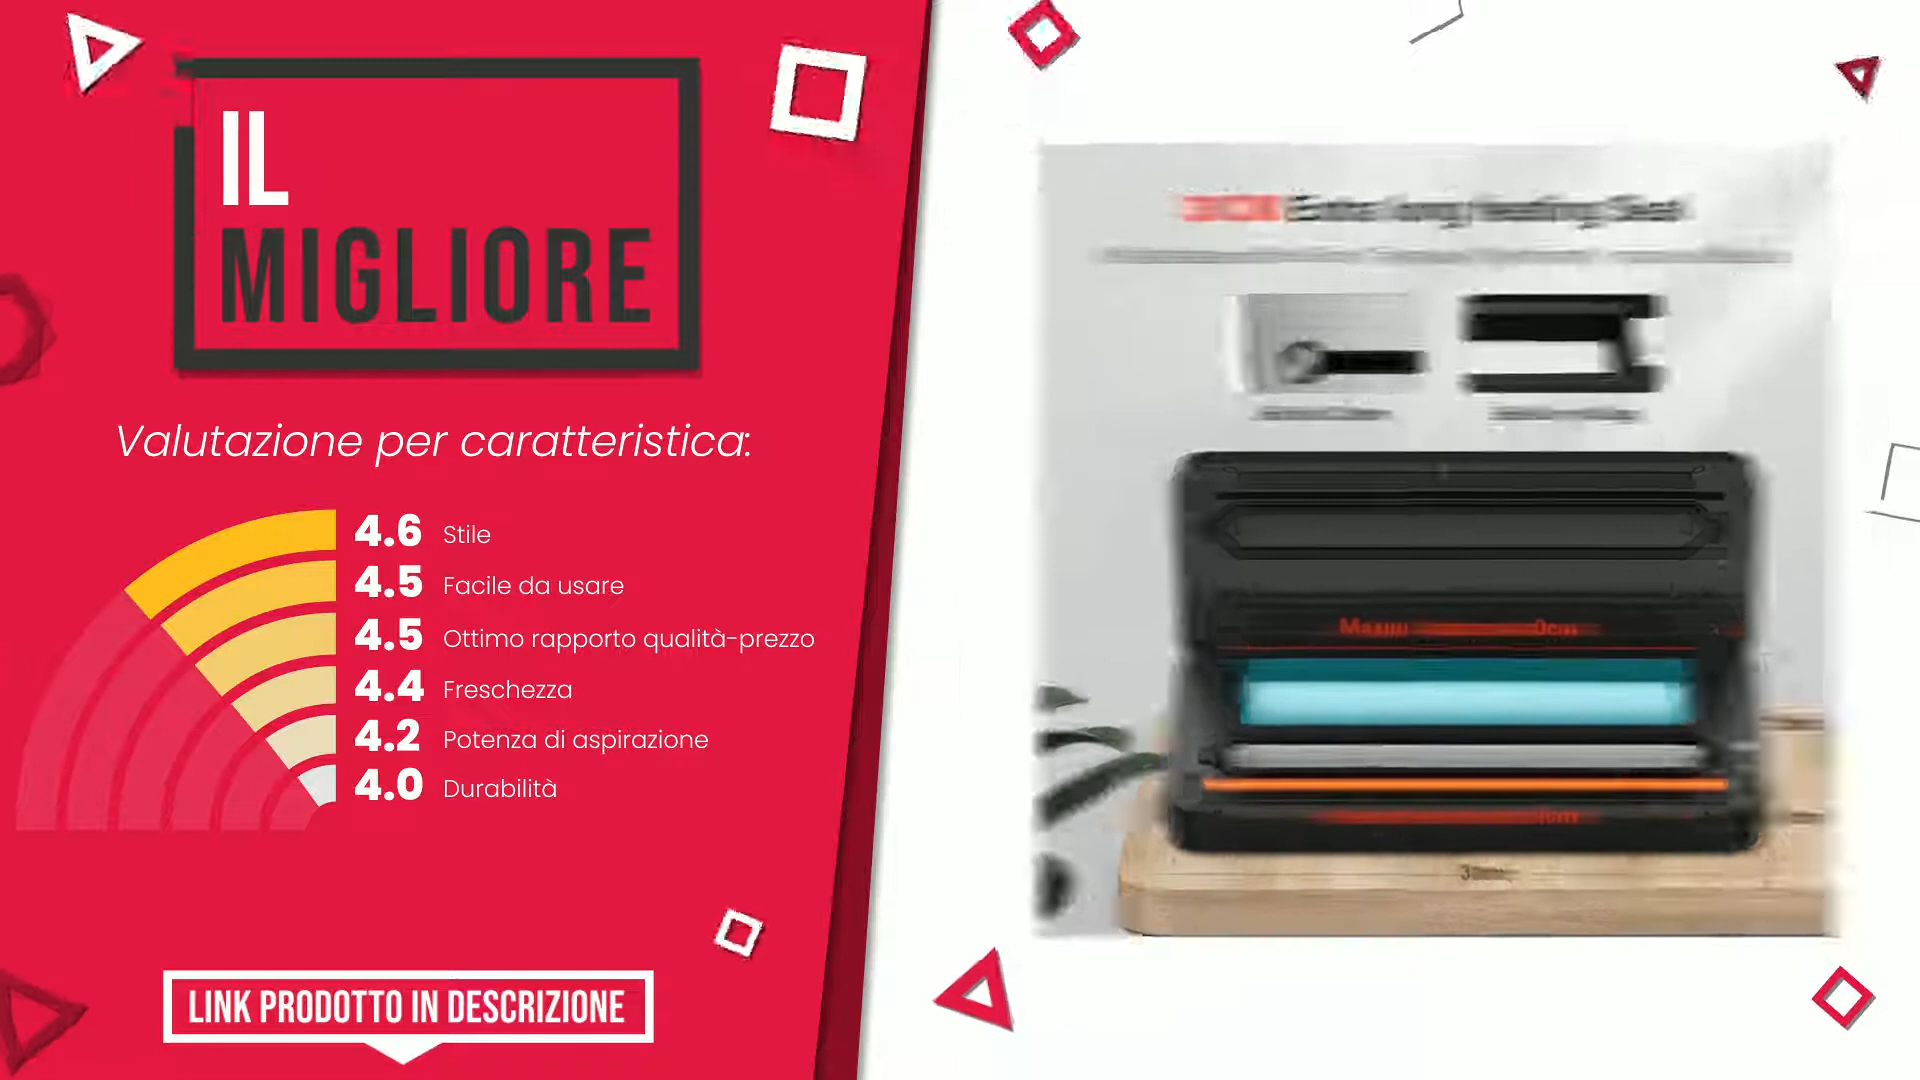 IL
MIGLIORE
Valutazione per caratteristica:
4.6 Stile
4.5 Facile da usare
4.5 Ottimo rapporto qualità-prezzo
4.4 Freschezza
4.2 Potenza di aspirazione
4.0 Durabilità
LINK PRODOTTO IN DESCRIZIONE